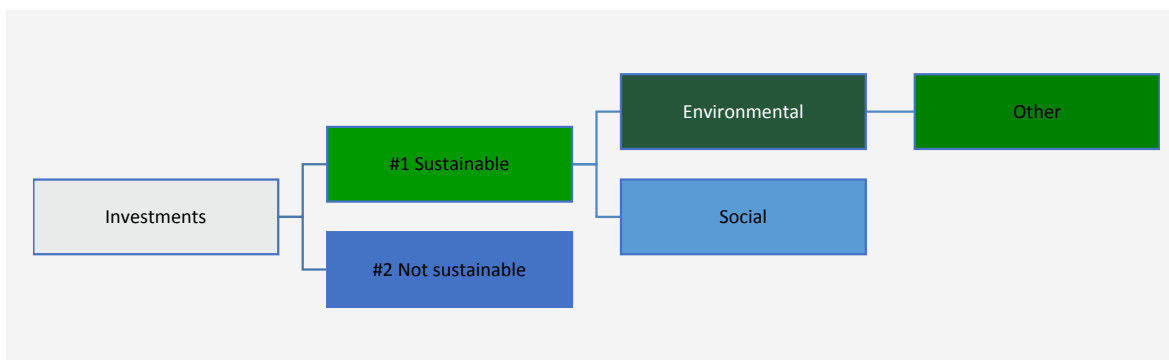 Environmental
Other
#1 Sustainable
Investments
Social
#2 Not sustainable